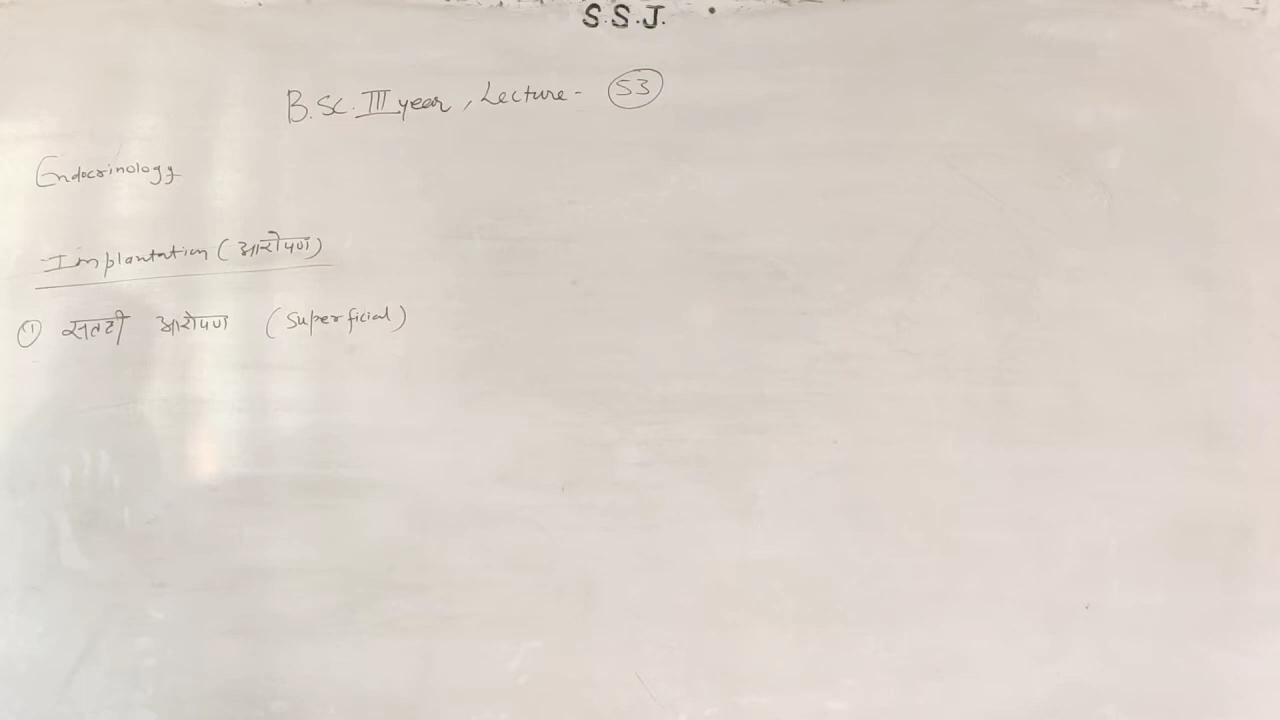 S.S.J.
B.Sc. III year, Lecture - 53
Endocrinology
Implantation (आरोपण)
① सतही आरोपण (Superficial)